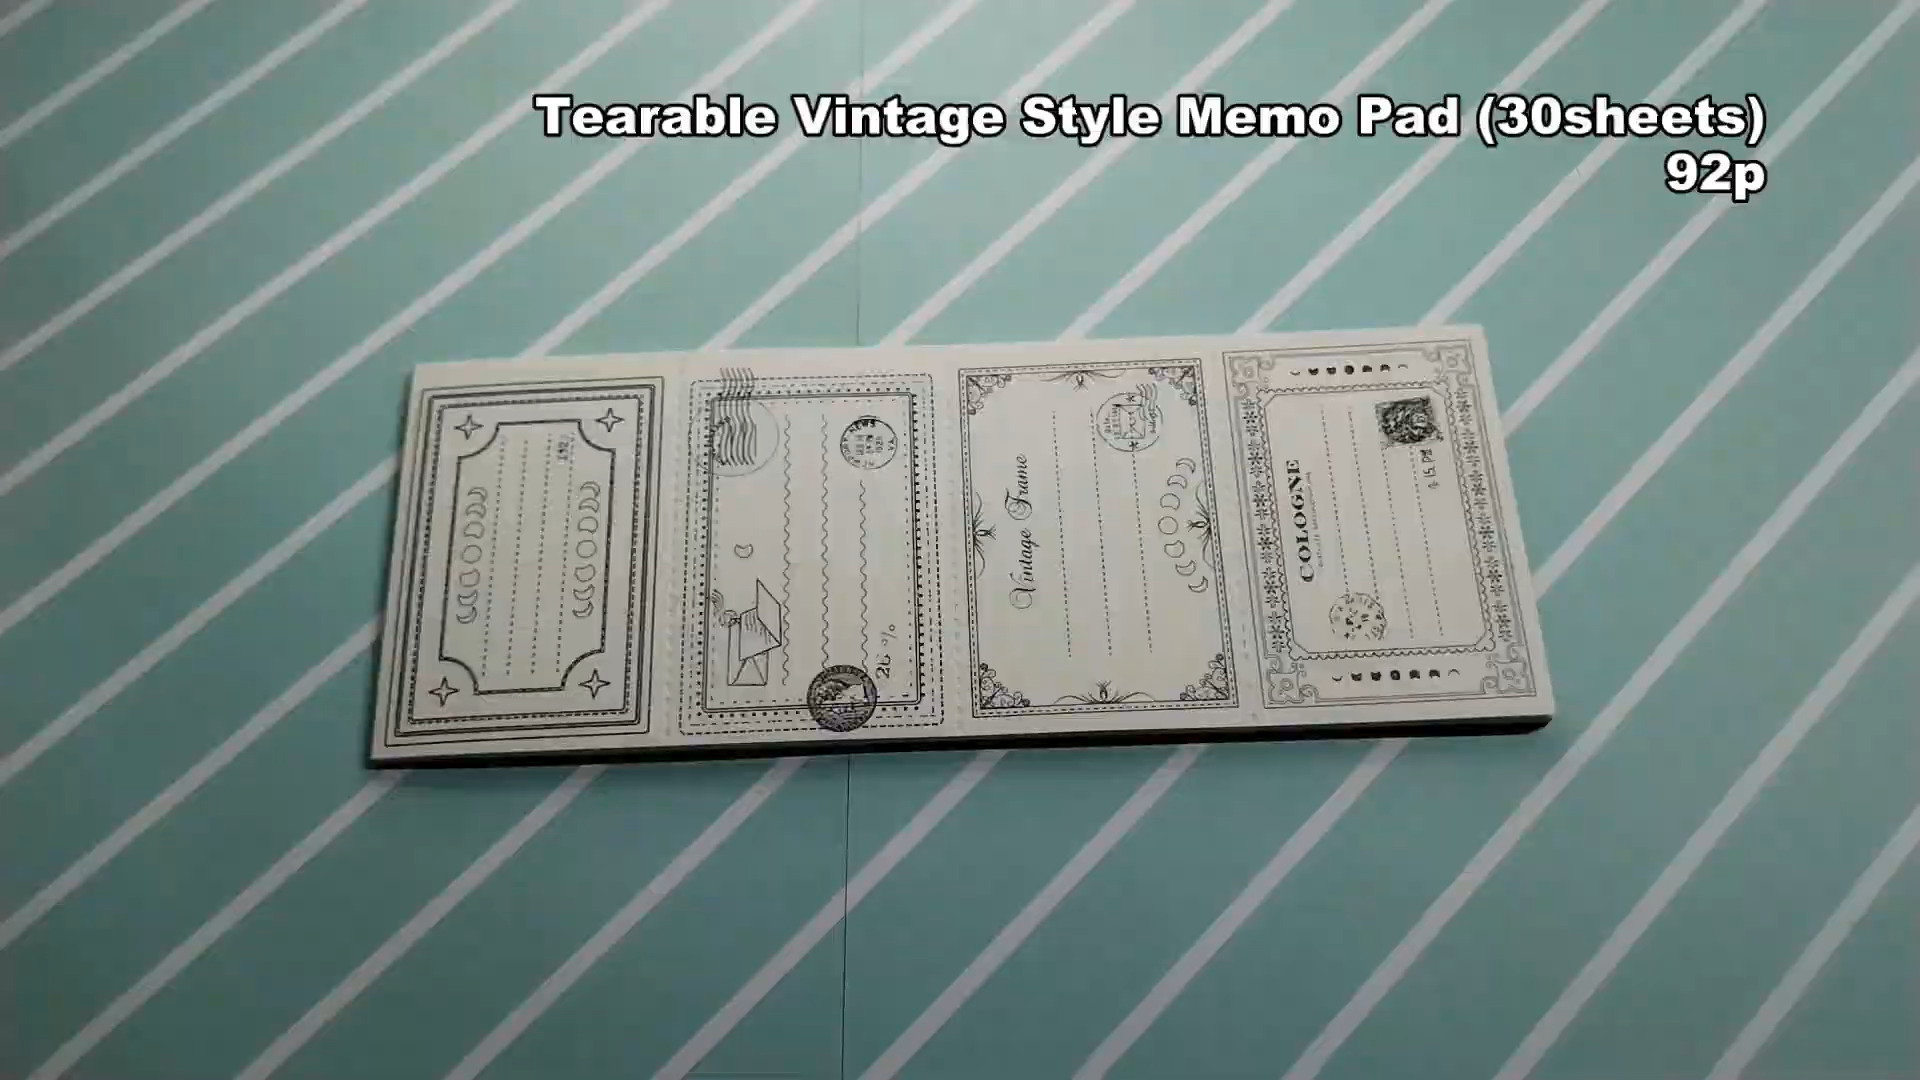 Tearable Vintage Style Memo Pad (30sheets)
92p
Vintage Frame
COLOGNE